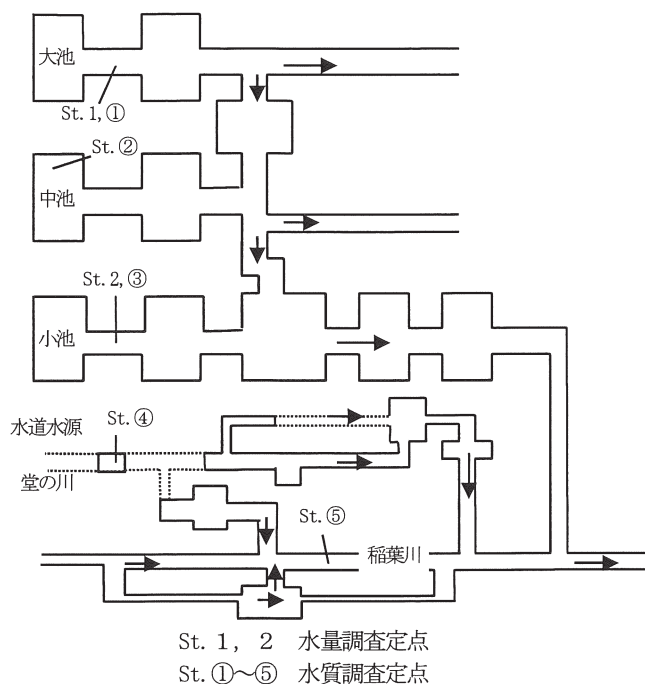 大池
St. 1, ①
St. ②
中池
St. 2, ③
小池
水道水源
St. ④
堂の川
St. ⑤
稲葉川
St. 1, 2 水量調査定点
St. ①～⑤ 水質調査定点